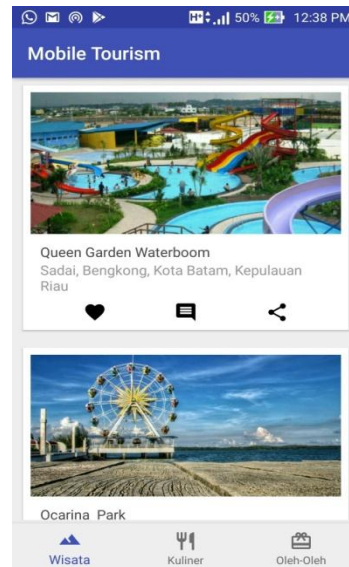 H+ 50% 12:38 PM
Mobile Tourism
Queen Garden Waterboom
Sadai, Bengkong, Kota Batam, Kepulauan
Riau
Ocarina Park
Wisata Kuliner Oleh-Oleh